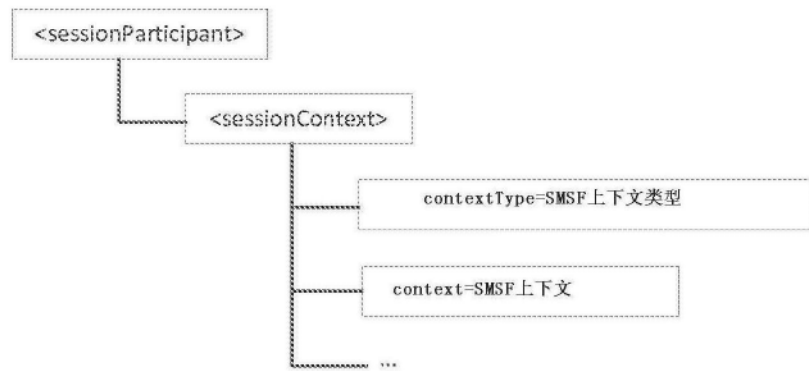 <sessionParticipant>
<sessionContext>
contextType=SMSF上下文类型
context=SMSF上下文
...